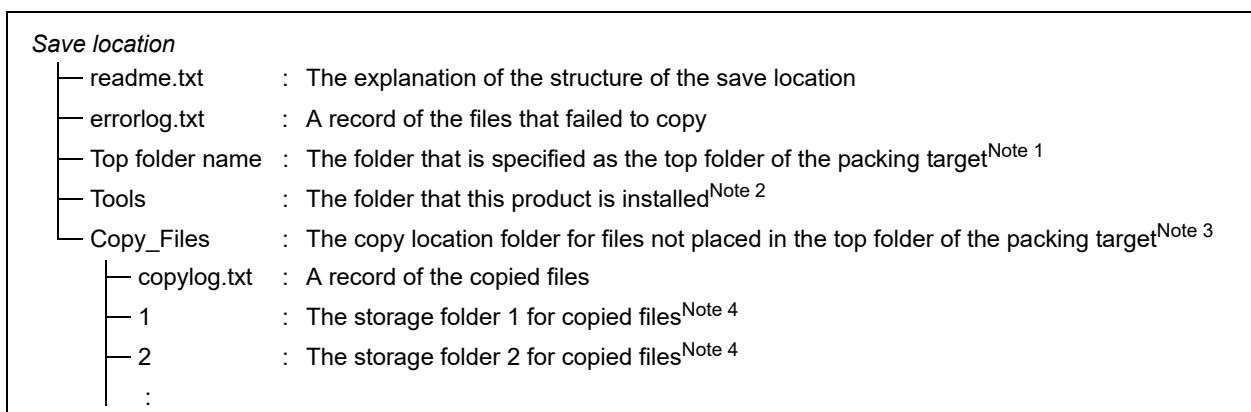 Save location
readme.txt : The explanation of the structure of the save location
errorlog.txt : A record of the files that failed to copy
Top folder name : The folder that is specified as the top folder of the packing targetNote 1
Tools : The folder that this product is installedNote 2
Copy_Files : The copy location folder for files not placed in the top folder of the packing targetNote 3
copylog.txt : A record of the copied files
1 : The storage folder 1 for copied filesNote 4
2 : The storage folder 2 for copied filesNote 4
: